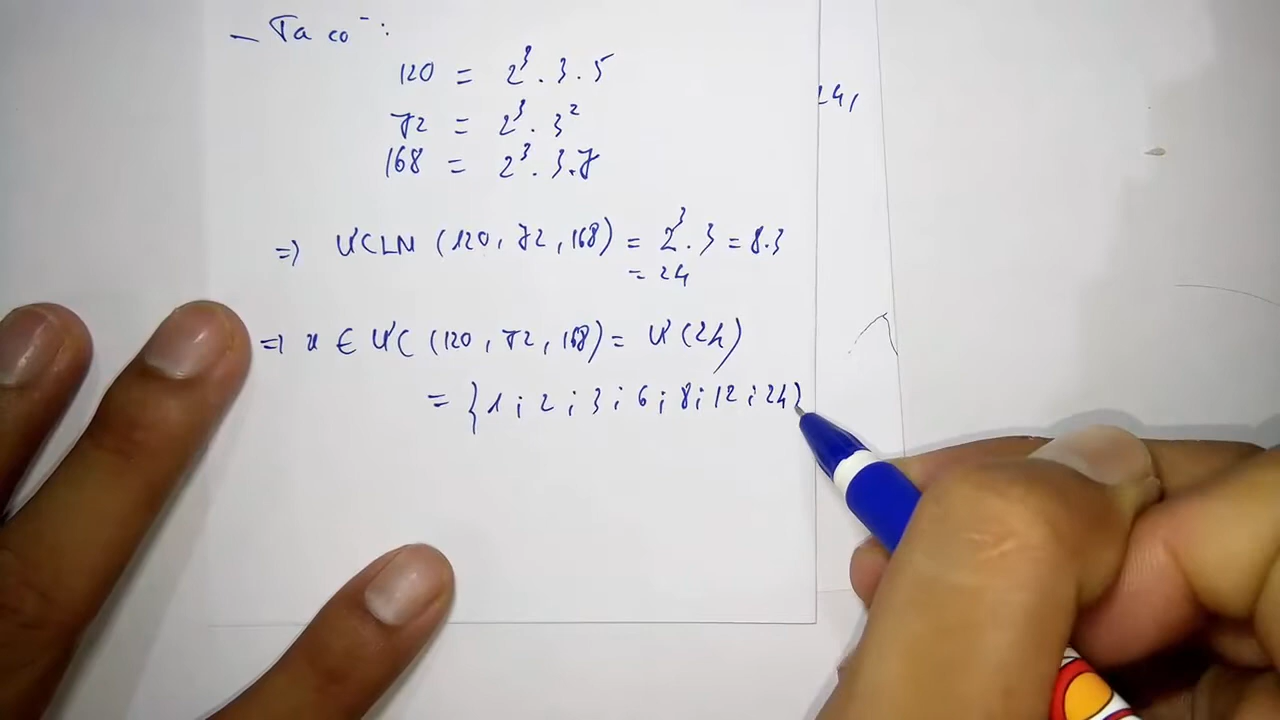 - Ta có:
120 = 2³ . 3 . 5
72 = 2³ . 3²
168 = 2³ . 3 . 7
=> ƯCLN (120, 72, 168) = 2³ . 3 = 8.3
= 24
=> x ∈ ƯC (120, 72, 168) = Ư(24)
= {1 ; 2 ; 3 ; 6 ; 8 ; 12 ; 24}
24,